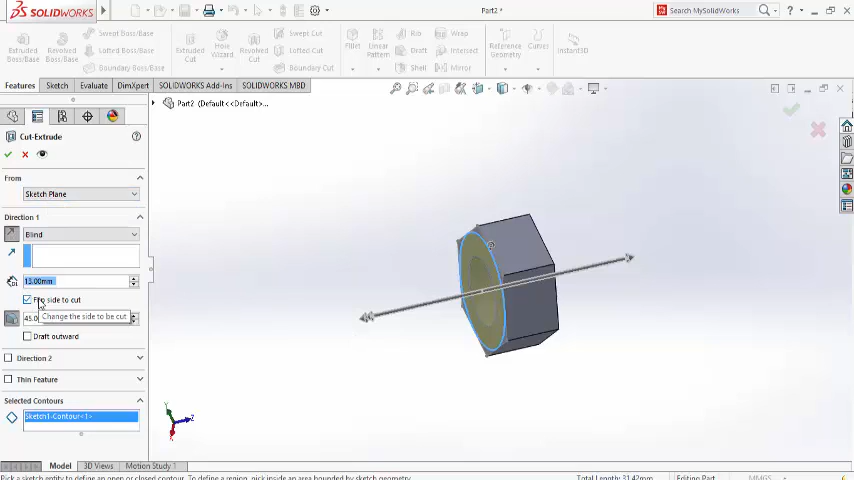 SOLIDWORKS
Part2 *
Search MySolidWorks
Extruded Boss/Base
Revolved Boss/Base
Swept Boss/Base
Lofted Boss/Base
Boundary Boss/Base
Extruded Cut
Hole Wizard
Revolved Cut
Swept Cut
Lofted Cut
Boundary Cut
Fillet
Linear Pattern
Rib
Draft
Shell
Wrap
Intersect
Mirror
Reference Geometry
Curves
Instant3D
Features
Sketch
Evaluate
DimXpert
SOLIDWORKS Add-Ins
SOLIDWORKS MBD
Part2 (Default<<Default>...
Cut-Extrude
From
Sketch Plane
Direction 1
Blind
13.00mm
Flip side to cut
Change the side to be cut
45.0
Draft outward
Direction 2
Thin Feature
Selected Contours
Sketch1-Contour<1>
Y
Z
X
Model
3D Views
Motion Study 1
Pick a sketch entity to define an open or closed contour. To define a region, pick inside an area bounded by sketch geometry.
Total Length: 31.42mm
Editing Part
MMGS